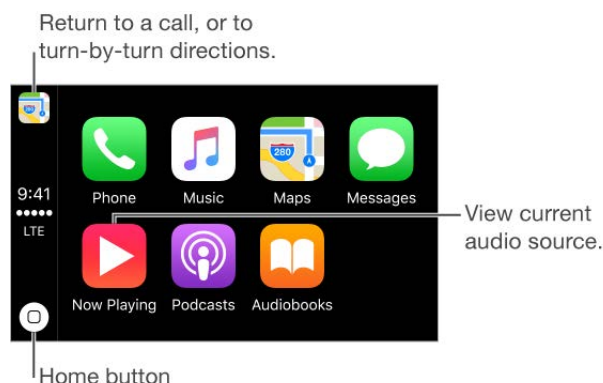 Return to a call, or to
turn-by-turn directions.
280
280
Phone
Music
Maps
Messages
9:41
LTE
View current
audio source.
Now Playing
Podcasts
Audiobooks
Home button